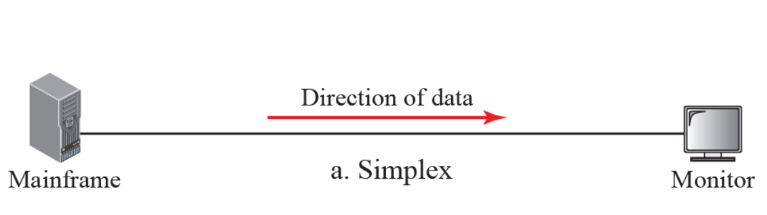 Direction of data
Mainframe
a. Simplex
Monitor